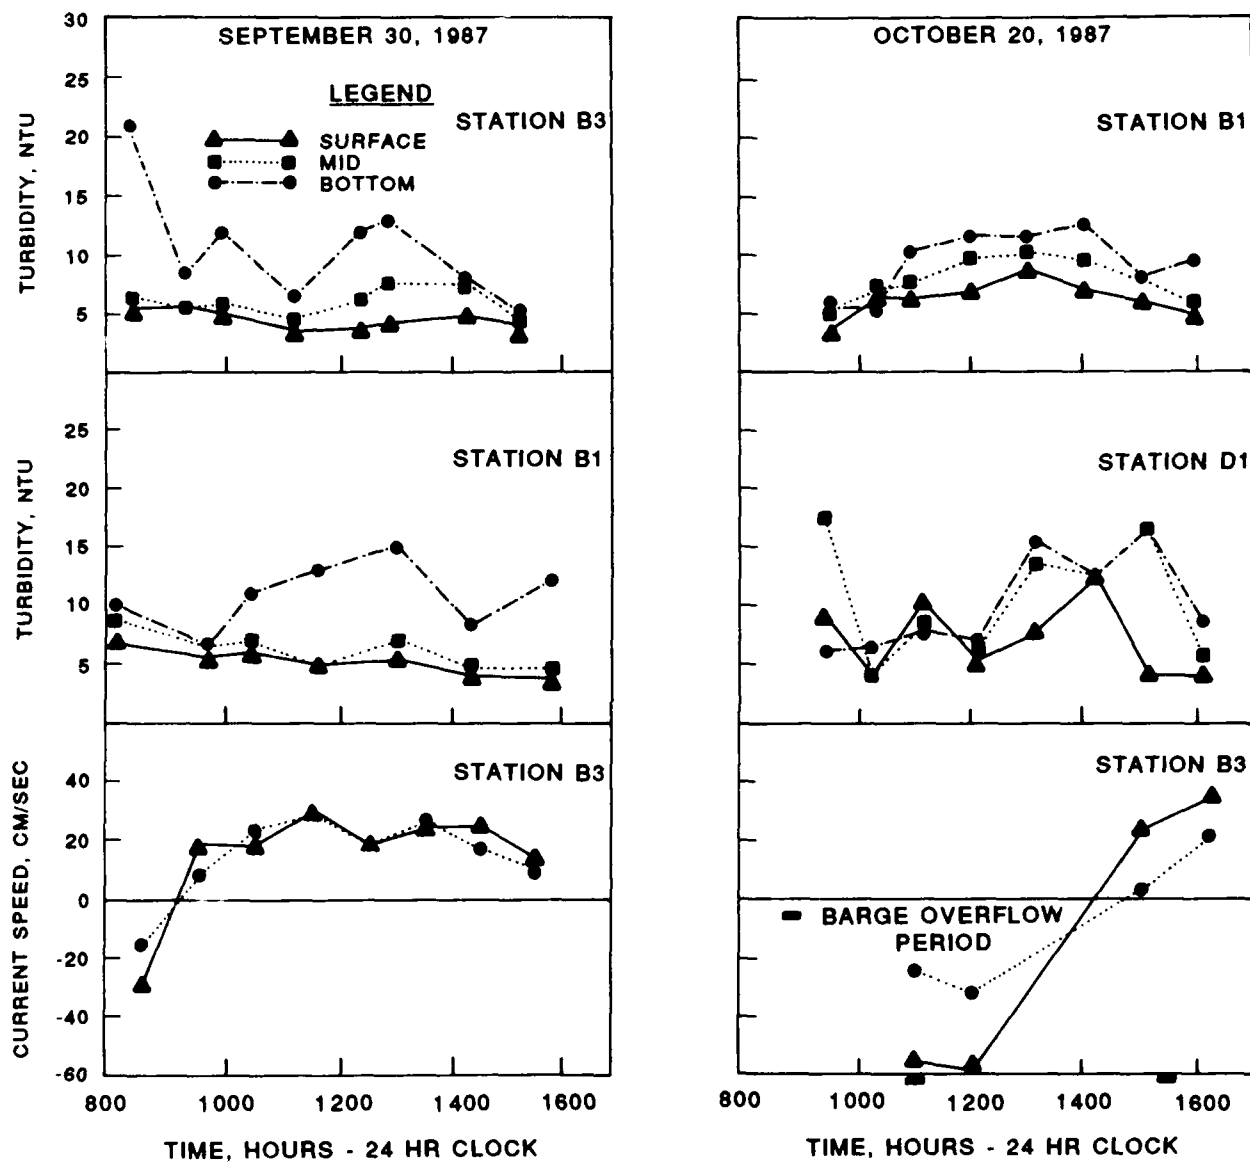 SEPTEMBER 30, 1987
LEGEND
SURFACE
MID
BOTTOM
STATION B3
TURBIDITY, NTU
30
25
20
15
10
5
STATION B1
TURBIDITY, NTU
25
20
15
10
5
STATION B3
CURRENT SPEED, CM/SEC
40
20
0
-20
-40
-60
800 1000 1200 1400 1600
TIME, HOURS - 24 HR CLOCK
OCTOBER 20, 1987
STATION B1
STATION D1
STATION B3
BARGE OVERFLOW
PERIOD
800 1000 1200 1400 1600
TIME, HOURS - 24 HR CLOCK